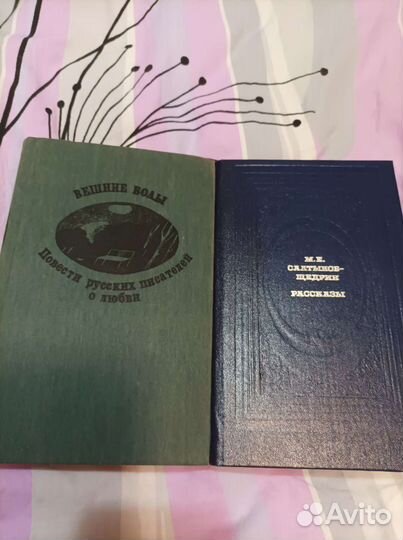 ВЕШНИЕ ВОДЫ
Повести русских писателей
о любви
М. Е.
САЛТЫКОВ-
ЩЕДРИН
РАССКАЗЫ
Avito